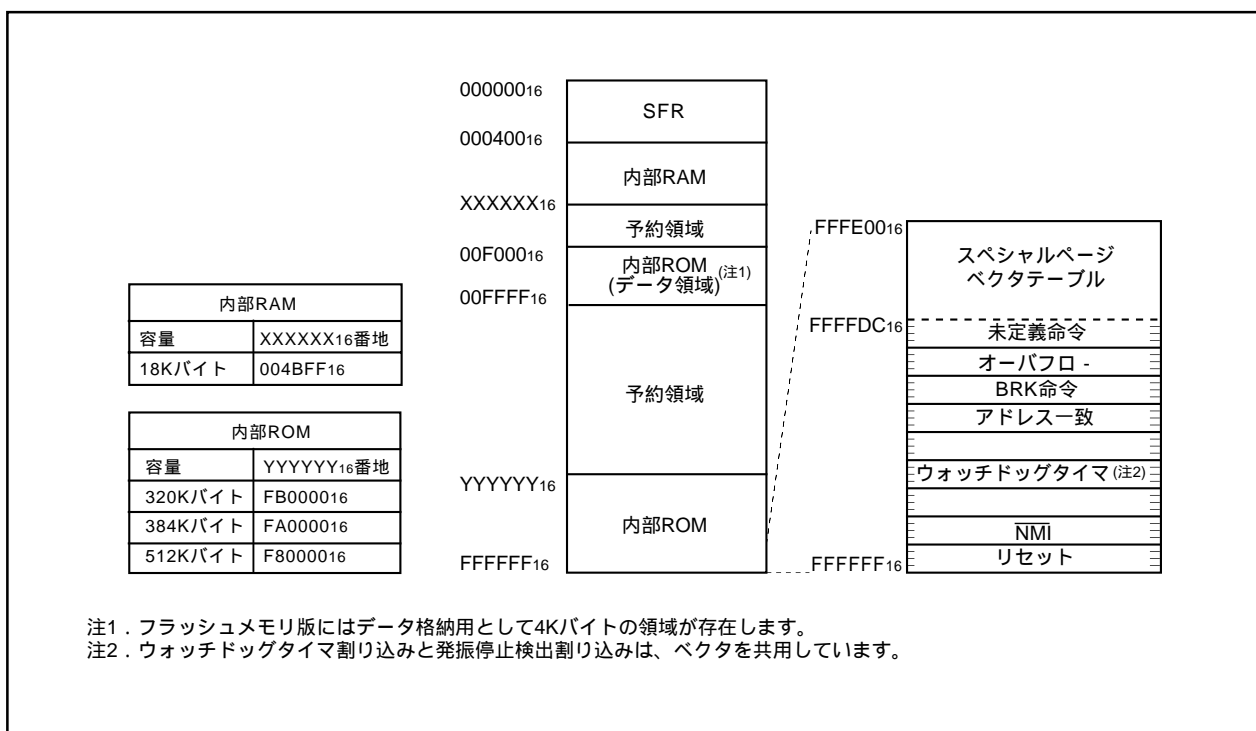 00000016
SFR
00040016
内部RAM
XXXXXX16
予約領域
00F00016
内部ROM(注1)
(データ領域)
00FFFF16
予約領域
YYYYYY16
内部ROM
FFFFFF16
内部RAM
容量 XXXXXX16番地
18Kバイト 004BFF16
内部ROM
容量 YYYYYY16番地
320Kバイト FB000016
384Kバイト FA000016
512Kバイト F8000016
FFFE0016
スペシャルページ
ベクタテーブル
FFFFDC16
未定義命令
オーバフロ -
BRK命令
アドレス一致
ウォッチドッグタイマ(注2)
NMI
リセット
FFFFFF16
注1．フラッシュメモリ版にはデータ格納用として4Kバイトの領域が存在します。
注2．ウォッチドッグタイマ割り込みと発振停止検出割り込みは、ベクタを共用しています。